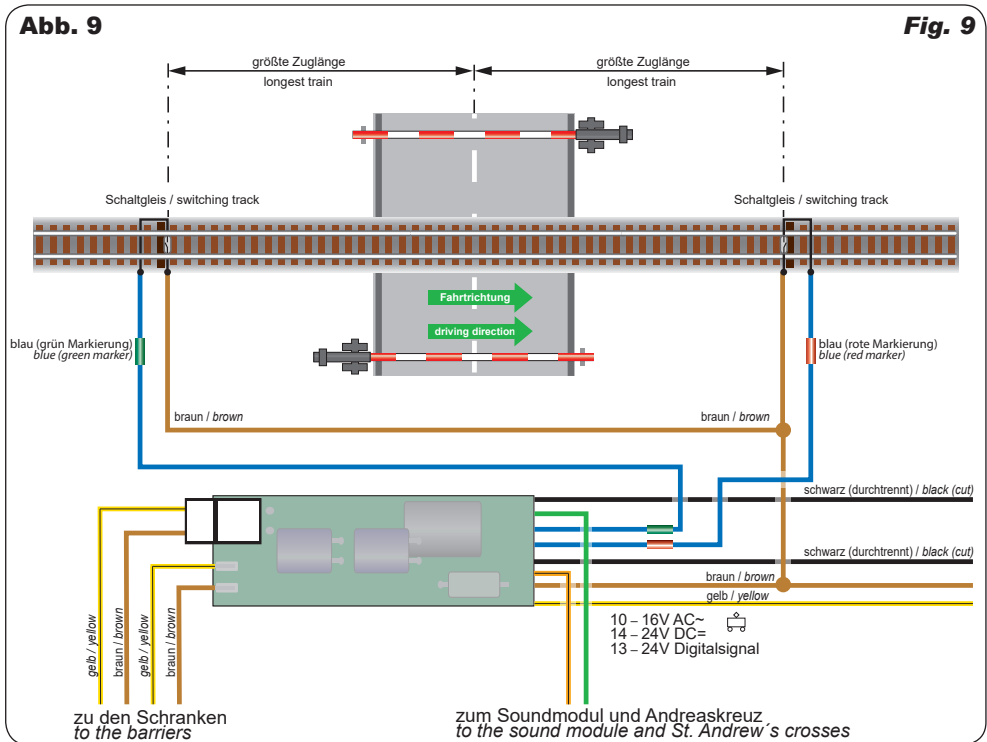 Abb. 9
Fig. 9
größte Zuglänge
longest train
größte Zuglänge
longest train
Schaltgleis / switching track
Schaltgleis / switching track
Fahrtrichtung
driving direction
blau (grün Markierung)
blue (green marker)
blau (rote Markierung)
blue (red marker)
braun / brown
braun / brown
schwarz (durchtrennt) / black (cut)
schwarz (durchtrennt) / black (cut)
braun / brown
gelb / yellow
10 – 16V AC~
14 – 24V DC=
13 – 24V Digitalsignal
gelb / yellow
braun / brown
gelb / yellow
braun / brown
zu den Schranken
to the barriers
zum Soundmodul und Andreaskreuz
to the sound module and St. Andrew´s crosses